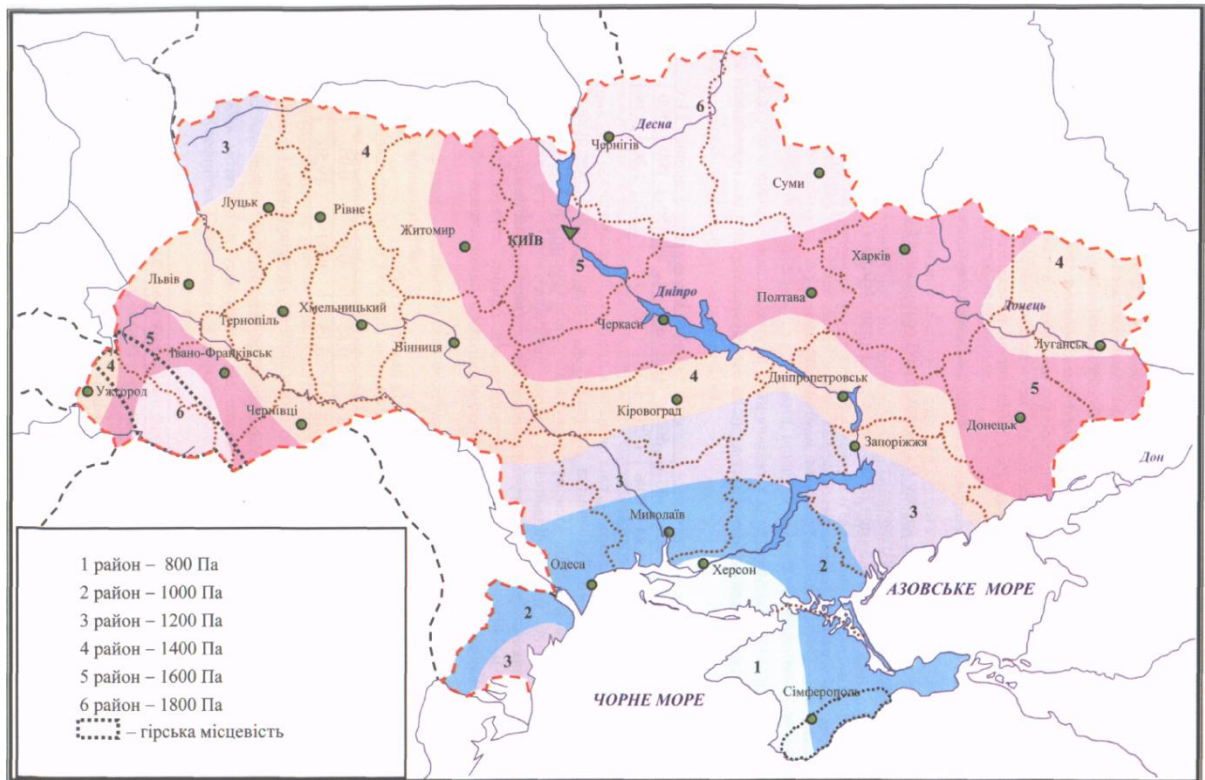 6
Десна
Чернігів
3
4
Суми
Луцьк
Рівне
Житомир
КИЇВ
Харків
5
4
Львів
Дніпро
Полтава
Донець
Тернопіль
Хмельницький
Черкаси
5
Вінниця
Луганськ
Івано-Франківськ
4
4
Дніпропетровськ
5
Ужгород
6
Кіровоград
Чернівці
Донецьк
Запоріжжя
Дон
3
3
Миколаїв
Одеса
Херсон
2
АЗОВСЬКЕ МОРЕ
2
3
1
ЧОРНЕ МОРЕ
Сімферополь
1 район – 800 Па
2 район – 1000 Па
3 район – 1200 Па
4 район – 1400 Па
5 район – 1600 Па
6 район – 1800 Па
– гірська місцевість